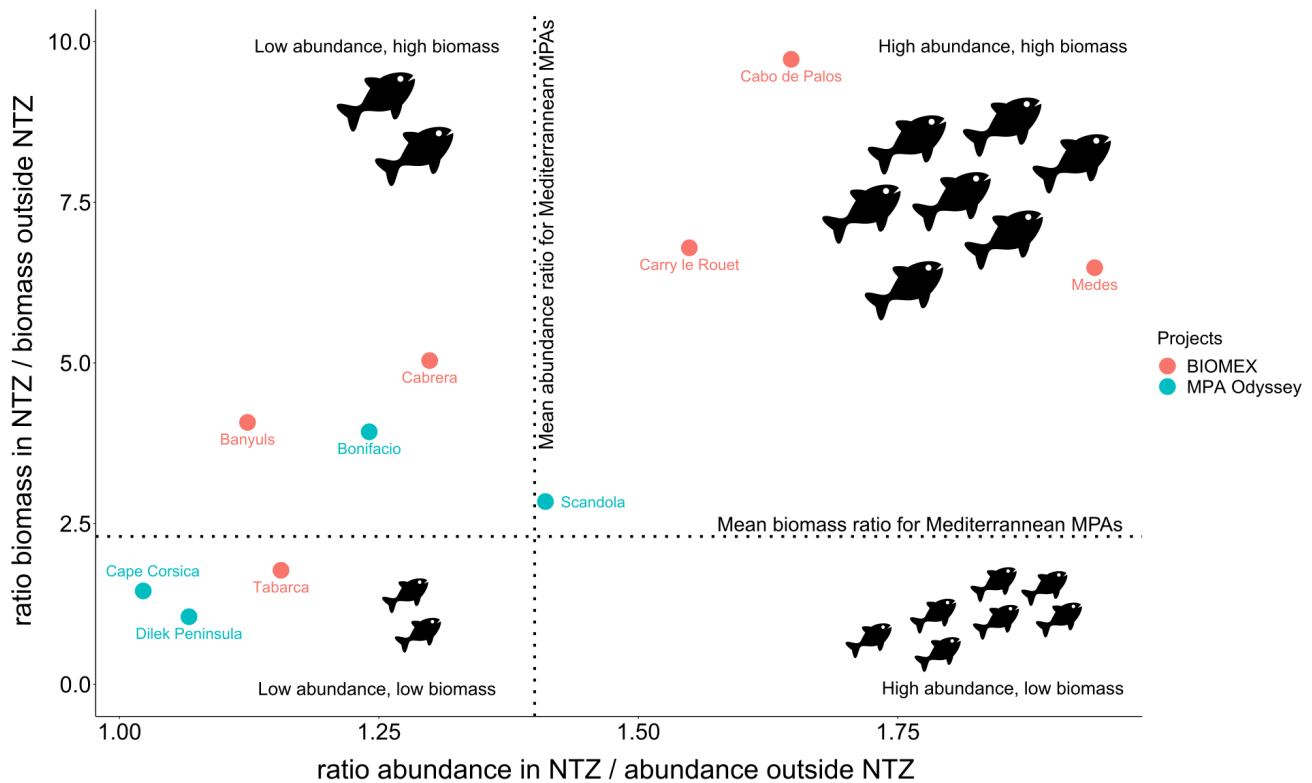 10.0
7.5
5.0
2.5
0.0
ratio biomass in NTZ / biomass outside NTZ
Low abundance, high biomass
Mean abundance ratio for Mediterrannean MPAs
High abundance, high biomass
Cabo de Palos
Carry le Rouet
Medes
Cabrera
Banyuls
Bonifacio
Scandola
Mean biomass ratio for Mediterrannean MPAs
Cape Corsica
Tabarca
Dilek Peninsula
Low abundance, low biomass
High abundance, low biomass
1.00 1.25 1.50 1.75
ratio abundance in NTZ / abundance outside NTZ
Projects
BIOMEX
MPA Odyssey